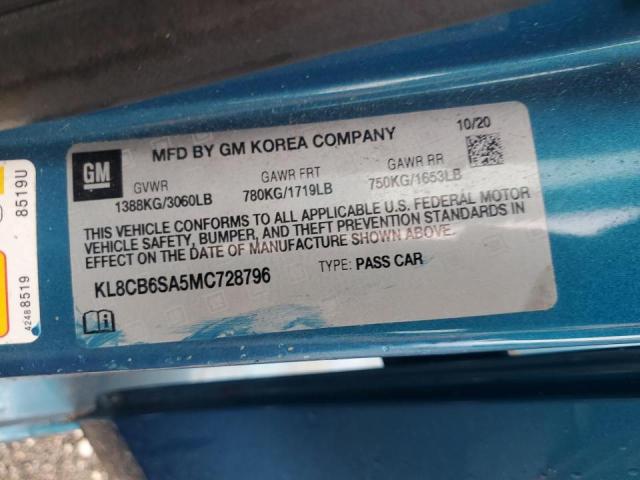 GM
MFD BY GM KOREA COMPANY
10/20
GVWR
GAWR FRT
GAWR RR
1388KG/3060LB
780KG/1719LB
750KG/1653LB
THIS VEHICLE CONFORMS TO ALL APPLICABLE U.S. FEDERAL MOTOR
VEHICLE SAFETY, BUMPER, AND THEFT PREVENTION STANDARDS IN
EFFECT ON THE DATE OF MANUFACTURE SHOWN ABOVE.
KL8CB6SA5MC728796
TYPE: PASS CAR
8519U
42488519